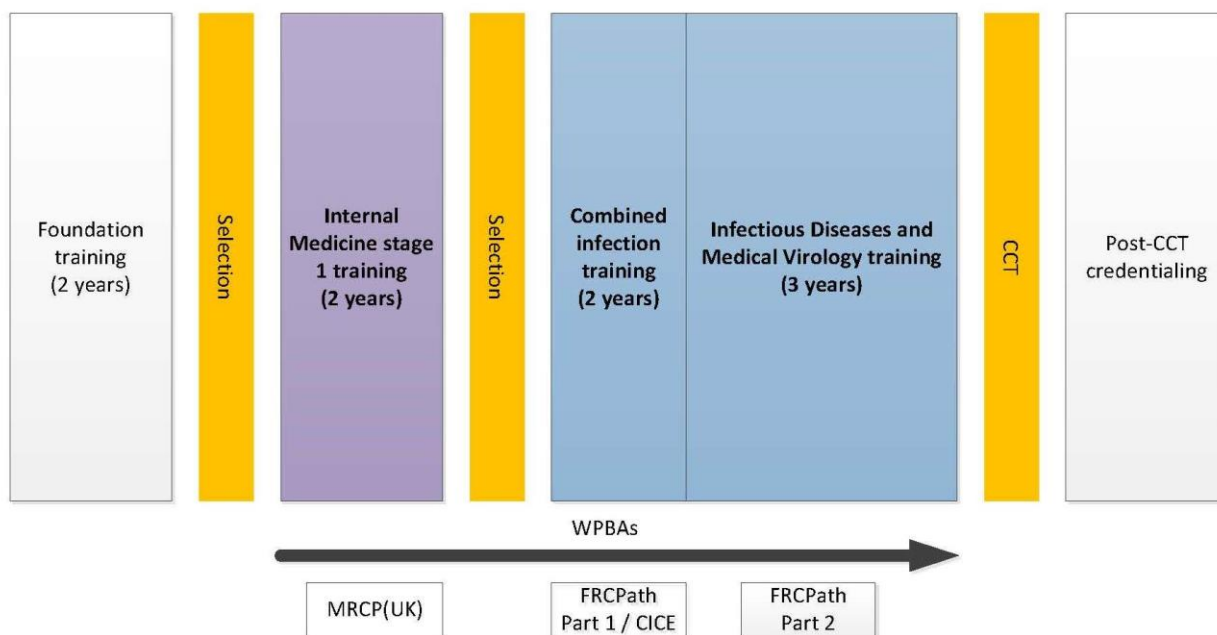 Foundation
training
(2 years)
Selection
Internal
Medicine stage
1 training
(2 years)
Selection
Combined
infection
training
(2 years)
Infectious Diseases and
Medical Virology training
(3 years)
CCT
Post-CCT
credentialing
WPBAs
MRCP(UK)
FRCPath
Part 1 / CICE
FRCPath
Part 2